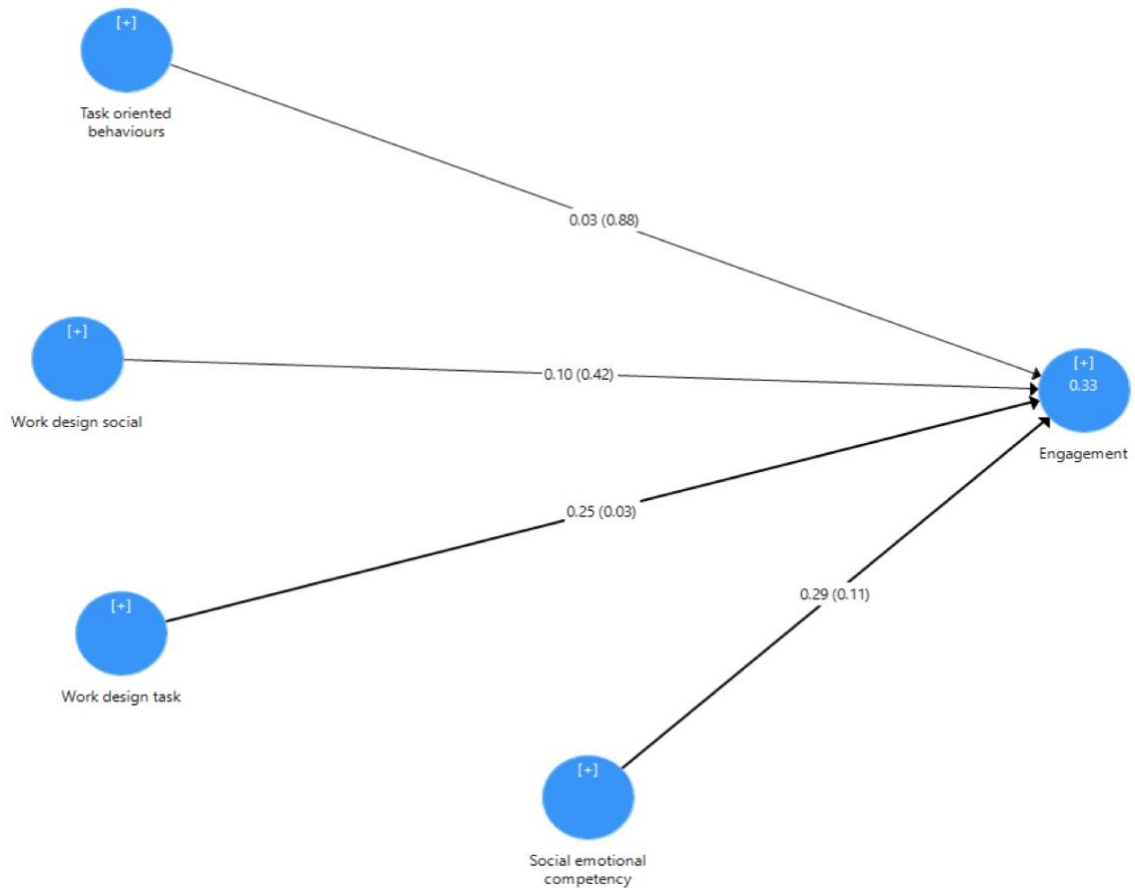 [+]
Task oriented
behaviours
0.03 (0.88)
[+]
Work design social
0.10 (0.42)
[+]
0.33
Engagement
0.25 (0.03)
[+]
Work design task
0.29 (0.11)
[+]
Social emotional
competency